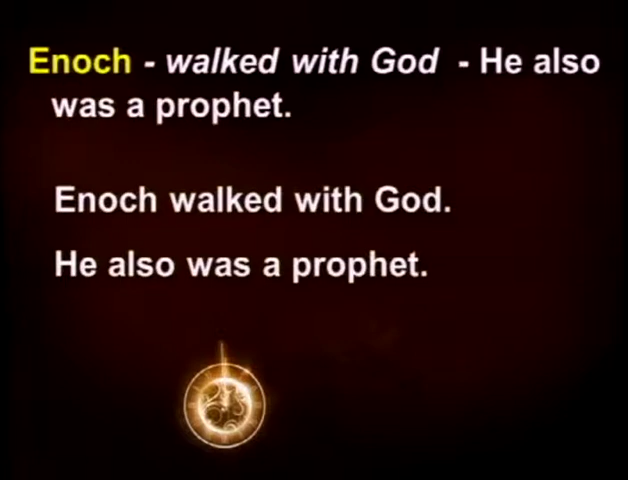 Enoch - walked with God - He also
was a prophet.
Enoch walked with God.
He also was a prophet.